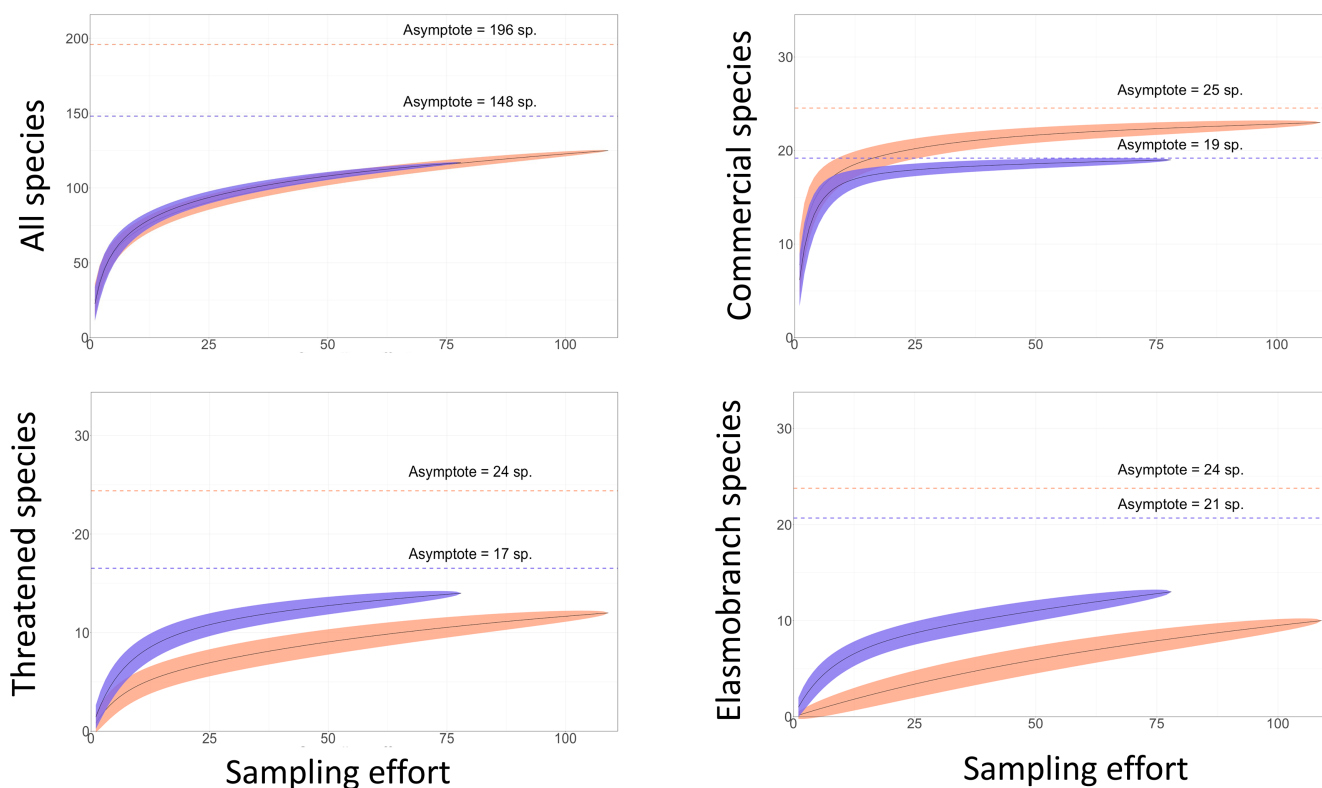 All species
200
150
100
50
0
Asymptote = 196 sp.
Asymptote = 148 sp.
0 25 50 75 100
Commercial species
30
20
10
0
Asymptote = 25 sp.
Asymptote = 19 sp.
0 25 50 75 100
Threatened species
30
20
10
0
Asymptote = 24 sp.
Asymptote = 17 sp.
0 25 50 75 100
Sampling effort
Elasmobranch species
30
20
10
0
Asymptote = 24 sp.
Asymptote = 21 sp.
0 25 50 75 100
Sampling effort